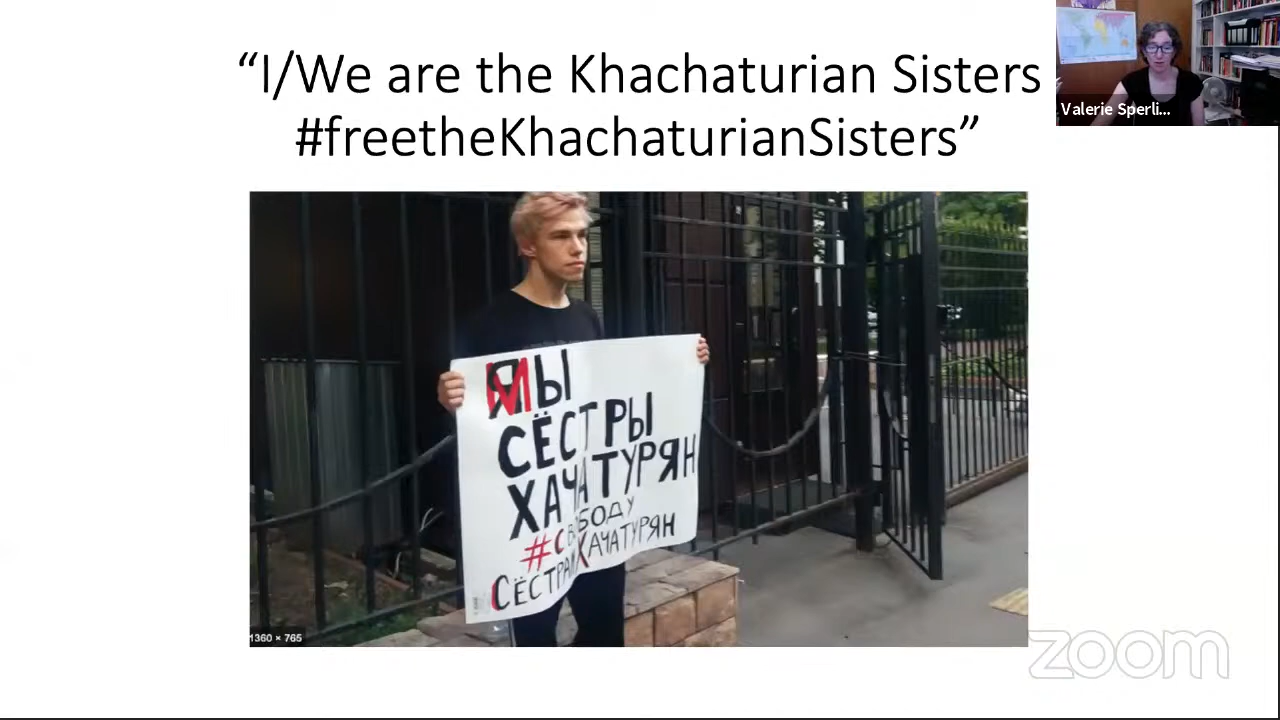 “I/We are the Khachaturian Sisters
#freetheKhachaturianSisters”
Valerie Sperli...
ЯМЫ
СЁСТРЫ
ХАЧАТУРЯН
#СВОБОДУ
СЁСТРАМХАЧАТУРЯН
1360 × 765
zoom